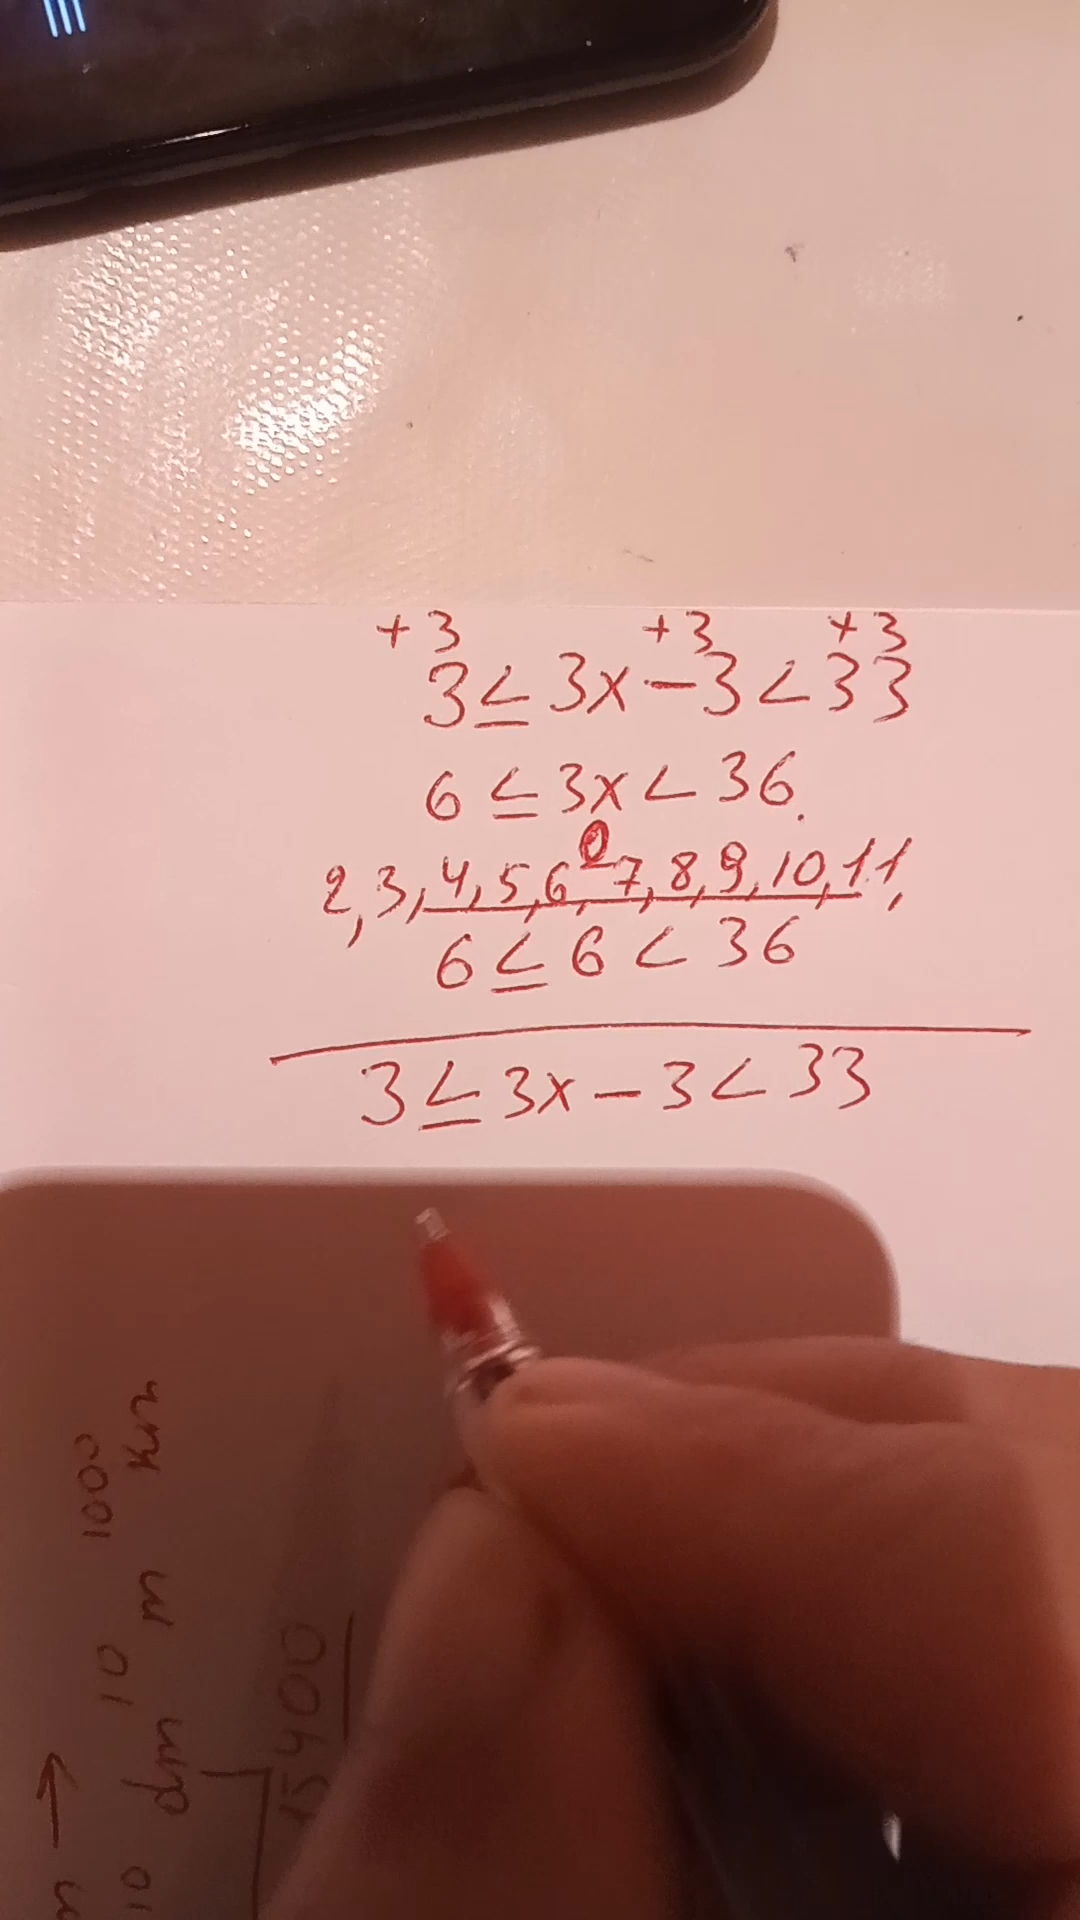 +3 +3 +3
3 ≤ 3x - 3 < 33
6 ≤ 3x < 36.
2, 3, 4, 5, 6, 7, 8, 9, 10, 11,
6 ≤ 6 < 36
3 ≤ 3x - 3 < 33
10 dm 10 m 1000 km
15400